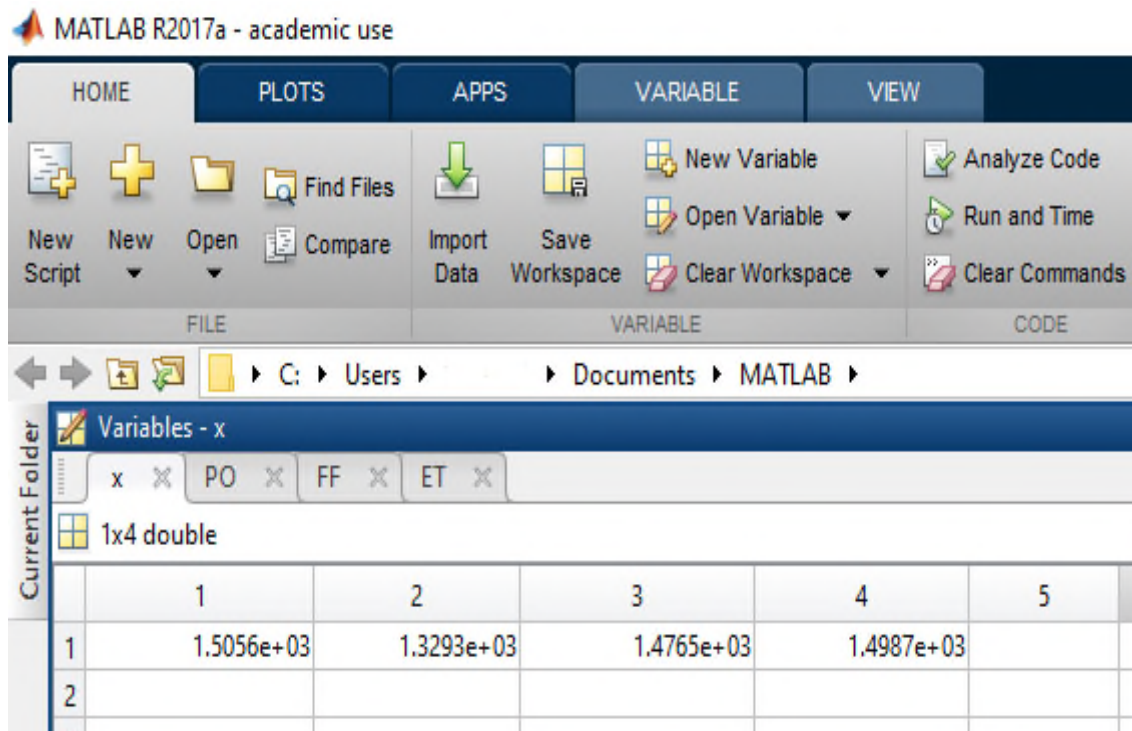 MATLAB R2017a - academic use
HOME PLOTS APPS VARIABLE VIEW
New Script
New
Open
Find Files
Compare
Import Data
Save Workspace
New Variable
Open Variable
Clear Workspace
Analyze Code
Run and Time
Clear Commands
FILE VARIABLE CODE
C: Users Documents MATLAB
Current Folder
Variables - x
x PO FF ET
1x4 double
1 2 3 4 5
1 1.5056e+03 1.3293e+03 1.4765e+03 1.4987e+03
2